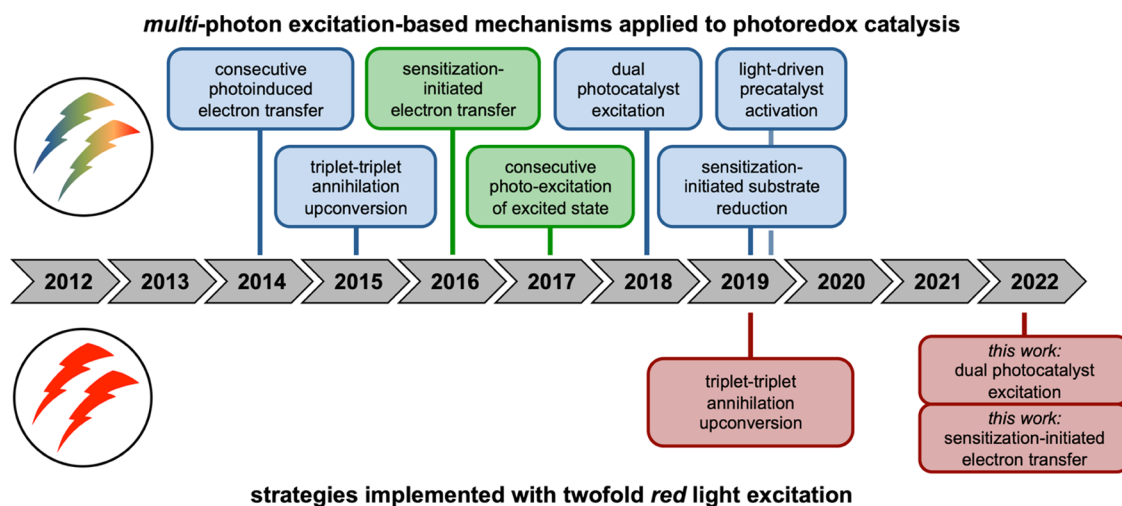 multi-photon excitation-based mechanisms applied to photoredox catalysis
consecutive
photoinduced
electron transfer
sensitization-
initiated
electron transfer
dual
photocatalyst
excitation
light-driven
precatalyst
activation
triplet-triplet
annihilation
upconversion
consecutive
photo-excitation
of excited state
sensitization-
initiated substrate
reduction
2012
2013
2014
2015
2016
2017
2018
2019
2020
2021
2022
triplet-triplet
annihilation
upconversion
this work:
dual photocatalyst
excitation
this work:
sensitization-initiated
electron transfer
strategies implemented with twofold red light excitation